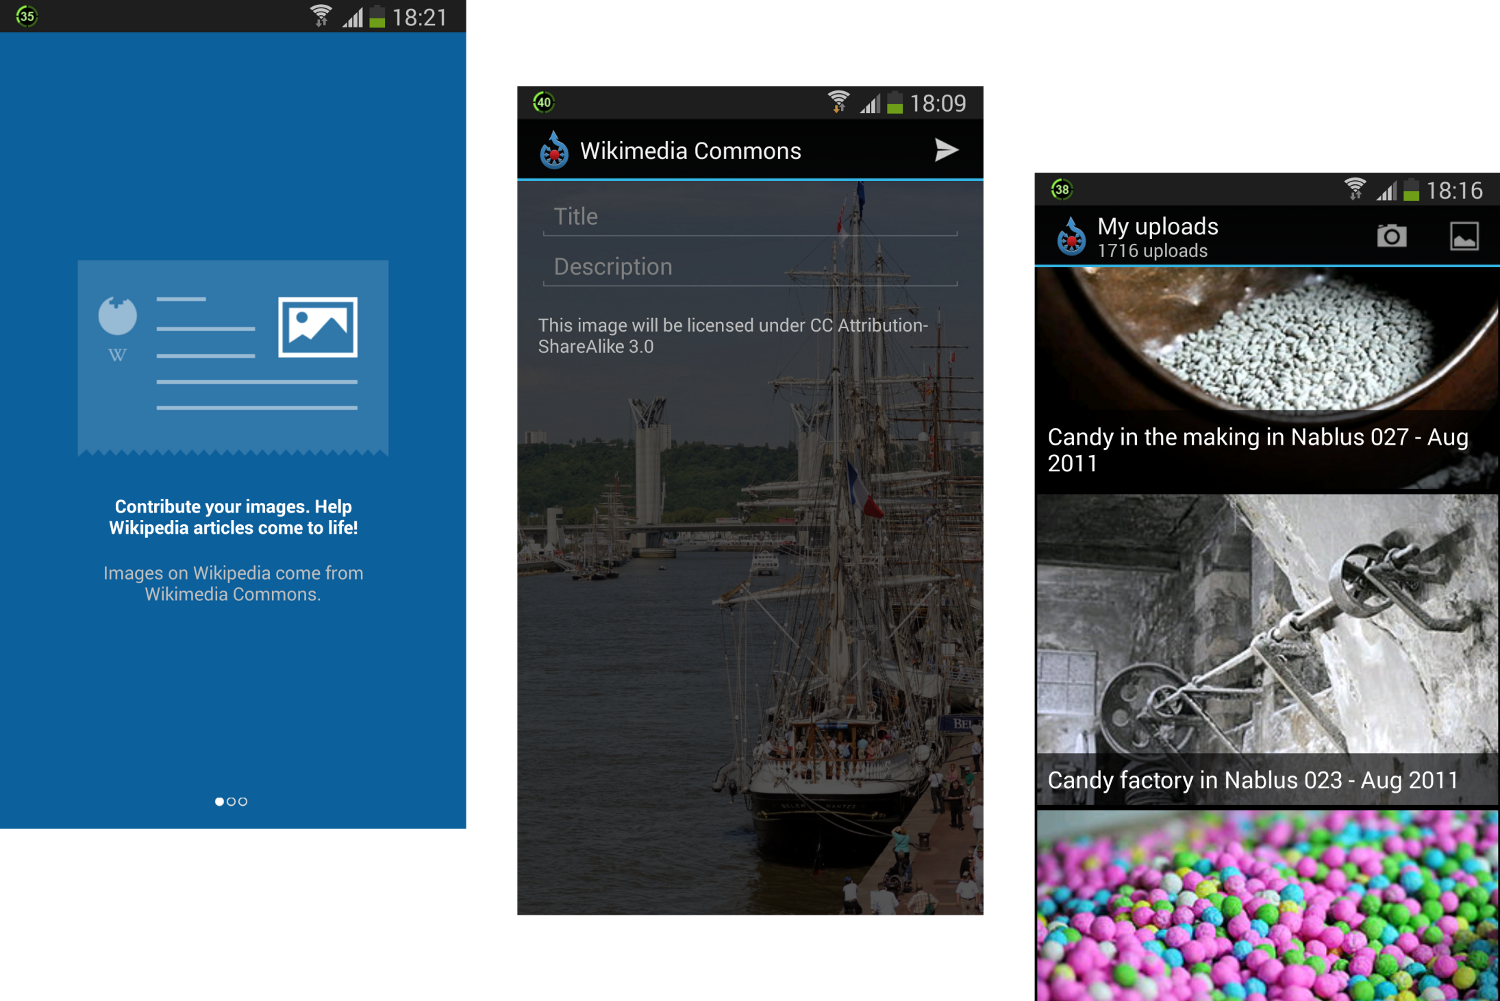 35
18:21
W
Contribute your images. Help
Wikipedia articles come to life!
Images on Wikipedia come from
Wikimedia Commons.
40
18:09
Wikimedia Commons
Title
Description
This image will be licensed under CC Attribution-
ShareAlike 3.0
BEL
38
18:16
My uploads
1716 uploads
Candy in the making in Nablus 027 - Aug
2011
Candy factory in Nablus 023 - Aug 2011